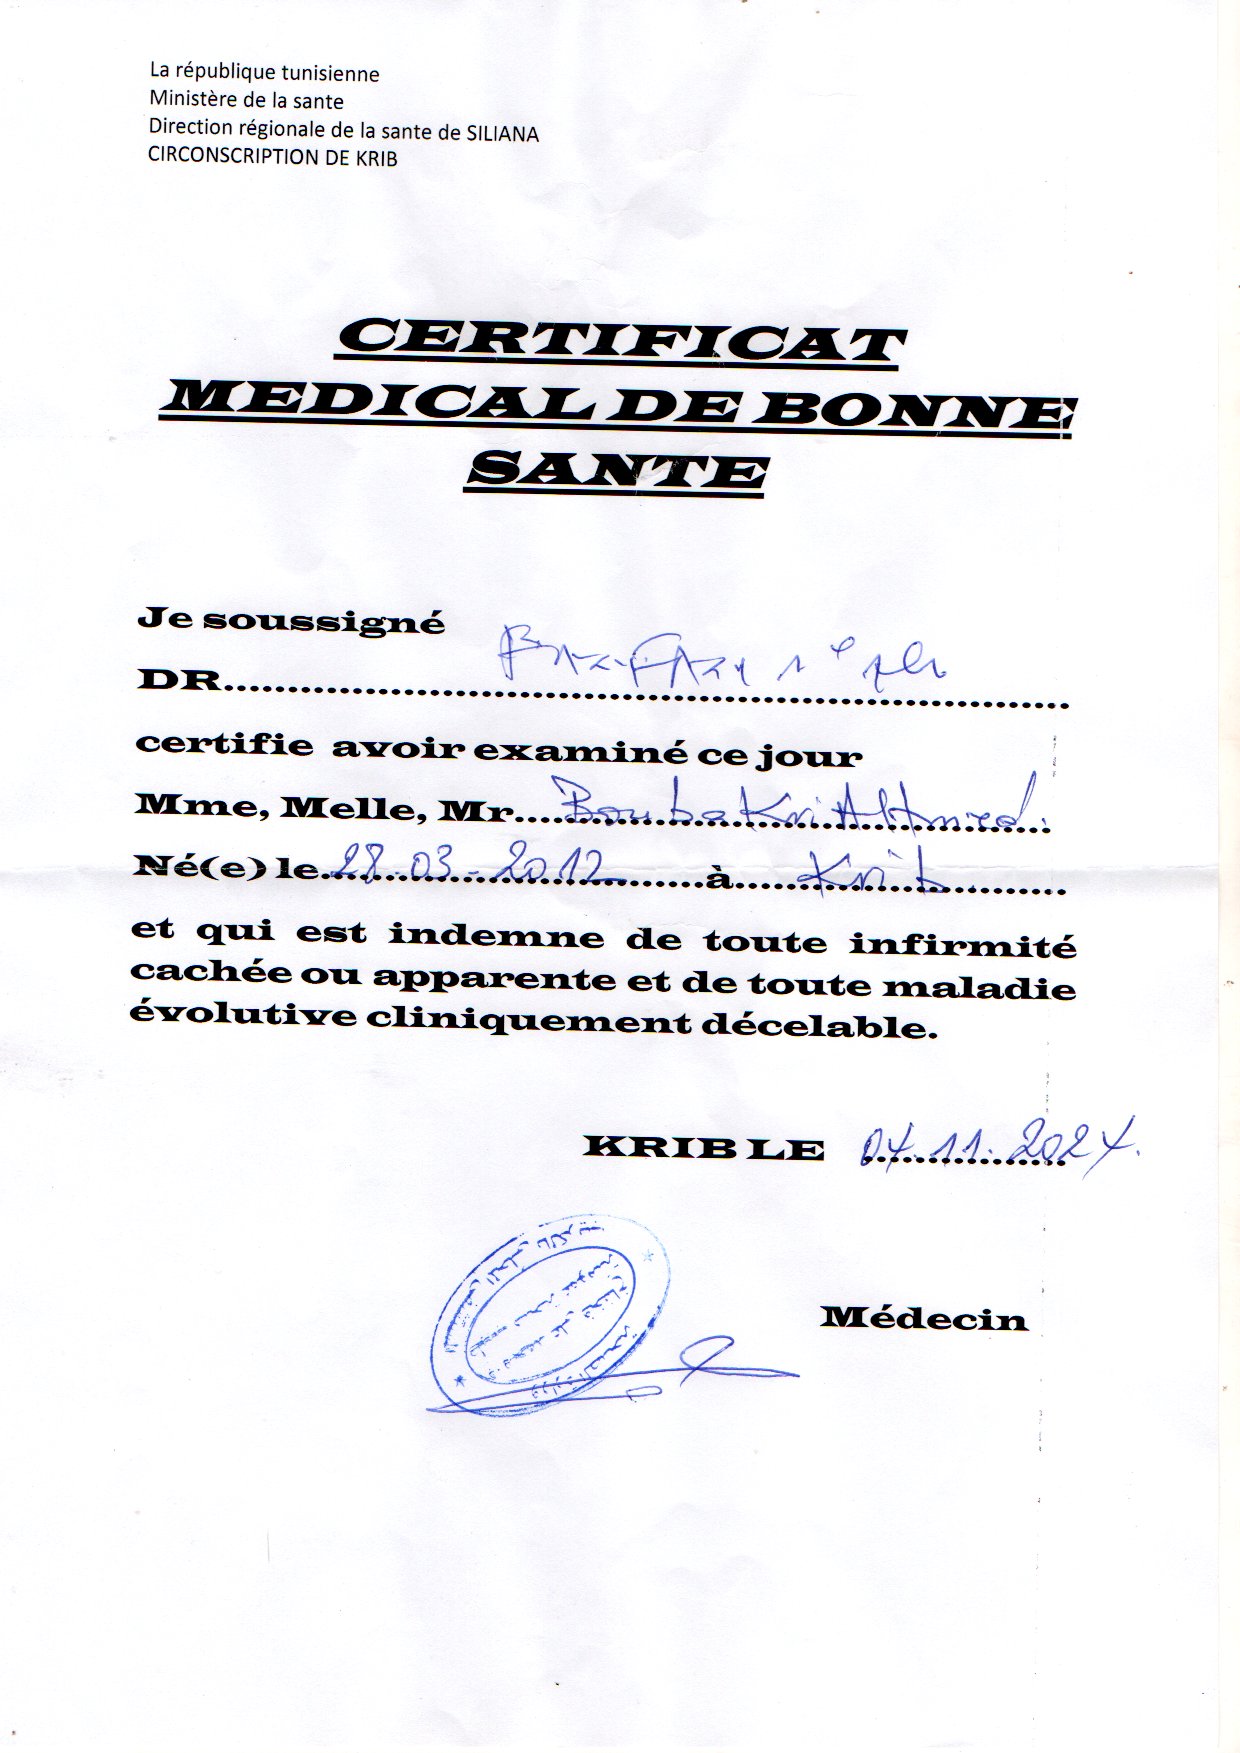 La république tunisienne
Ministère de la sante
Direction régionale de la sante de SILIANA
CIRCONSCRIPTION DE KRIB
CERTIFICAT
MEDICAL DE BONNE
SANTE
Je soussigné
DR
certifie avoir examiné ce jour
Mme, Melle, Mr....Boubakri Ahmed.
Né(e) le 28.03.2012 à Krib
et qui est indemne de toute infirmité
cachée ou apparente et de toute maladie
évolutive cliniquement décelable.
KRIB LE 04.11.2024.
Médecin